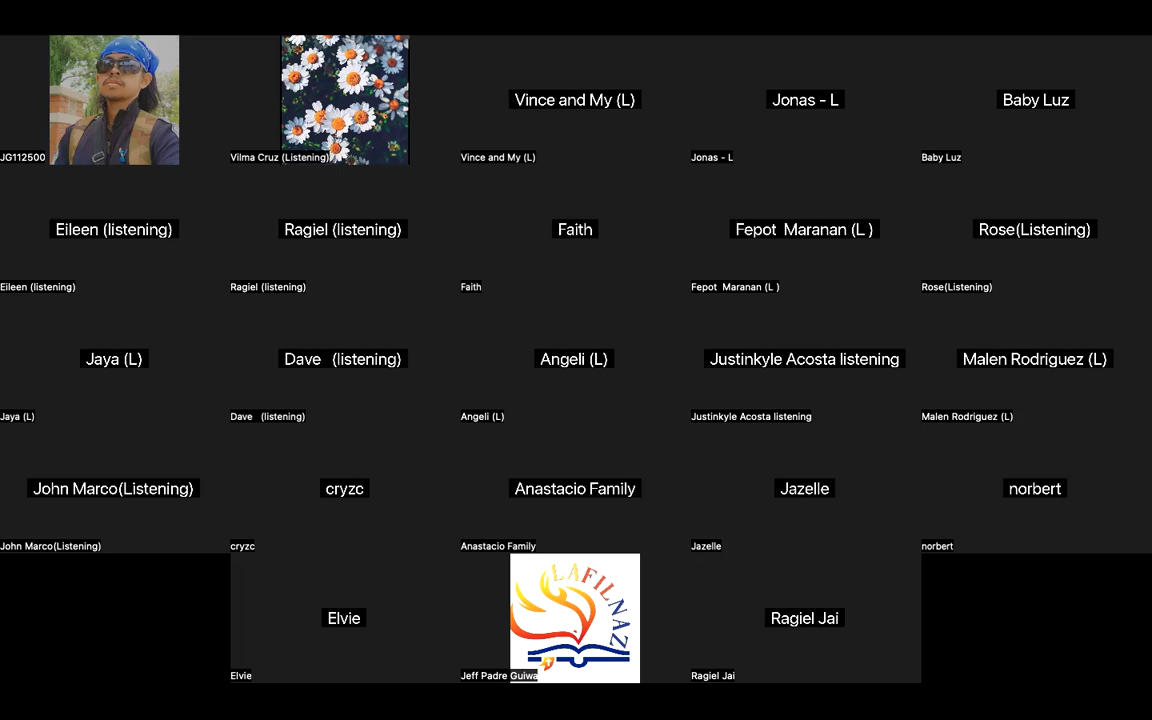 JG112500
Vilma Cruz (Listening)
Vince and My (L)
Vince and My (L)
Jonas - L
Jonas - L
Baby Luz
Baby Luz
Eileen (listening)
Eileen (listening)
Ragiel (listening)
Ragiel (listening)
Faith
Faith
Fepot Maranan (L )
Fepot Maranan (L )
Rose(Listening)
Rose(Listening)
Jaya (L)
Jaya (L)
Dave (listening)
Dave (listening)
Angeli (L)
Angeli (L)
Justinkyle Acosta listening
Justinkyle Acosta listening
Malen Rodriguez (L)
Malen Rodriguez (L)
John Marco(Listening)
John Marco(Listening)
cryzc
cryzc
Anastacio Family
Anastacio Family
Jazelle
Jazelle
norbert
norbert
Elvie
Elvie
LAFILNAZ
Jeff Padre Guiwa
Ragiel Jai
Ragiel Jai